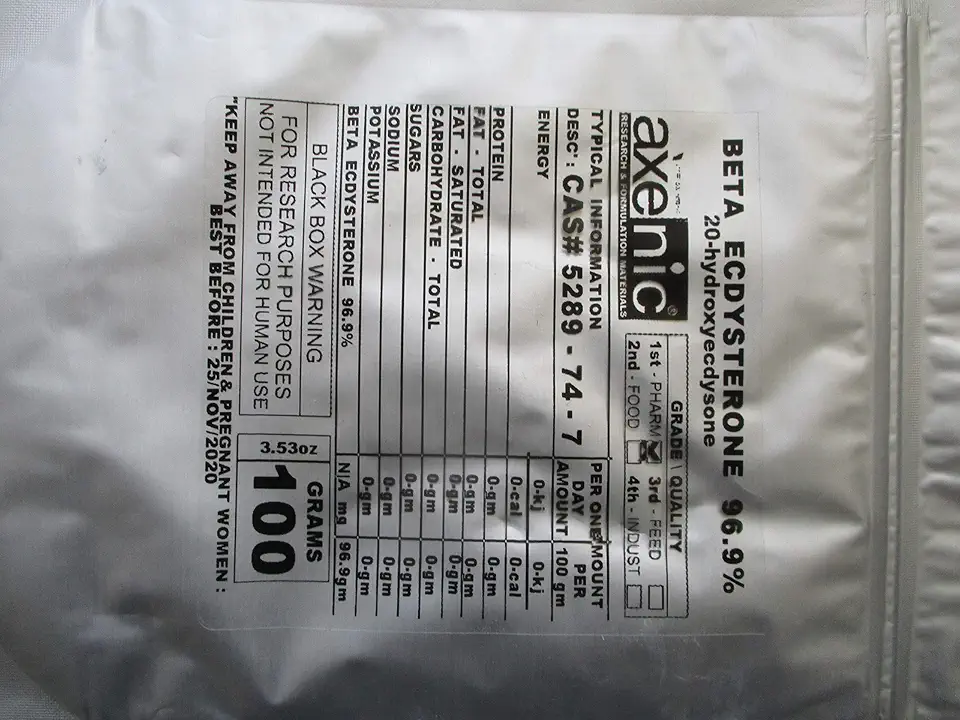 BETA ECDYSTERONE 96.9%
20-hydroxyecdysone
axenic®
RESEARCH & FORMULATION MATERIALS
GRADE \ QUALITY
1st - PHARM 3rd - FEED
2nd - FOOD 4th - INDUST
TYPICAL INFORMATION PER ONE AMOUNT
DAY PER
DESC': CAS# 5289 - 74 - 7 AMOUNT 100 gm
ENERGY 0-kj 0-kj
0-cal 0-cal
PROTEIN 0-gm 0-gm
FAT - TOTAL 0-gm 0-gm
FAT - SATURATED 0-gm 0-gm
CARBOHYDRATE - TOTAL 0-gm 0-gm
SUGARS 0-gm 0-gm
SODIUM 0-gm 0-gm
POTASSIUM 0-gm 0-gm
BETA ECDYSTERONE 96.9% N\A mg 96.9gm
BLACK BOX WARNING
FOR RESEARCH PURPOSES
NOT INTENDED FOR HUMAN USE
3.53oz
GRAMS
100
"KEEP AWAY FROM CHILDREN & PREGNANT WOMEN :
BEST BEFORE : 25/NOV/2020